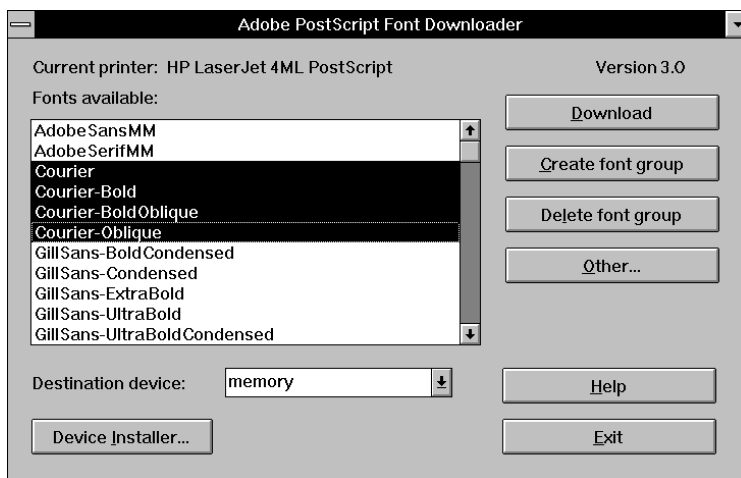 Adobe PostScript Font Downloader
Current printer: HP LaserJet 4ML PostScript
Version 3.0
Fonts available:
AdobeSansMM
AdobeSerifMM
Courier
Courier-Bold
Courier-BoldOblique
Courier-Oblique
GillSans-BoldCondensed
GillSans-Condensed
GillSans-ExtraBold
GillSans-UltraBold
GillSans-UltraBoldCondensed
Download
Create font group
Delete font group
Other...
Destination device: memory
Help
Device Installer...
Exit